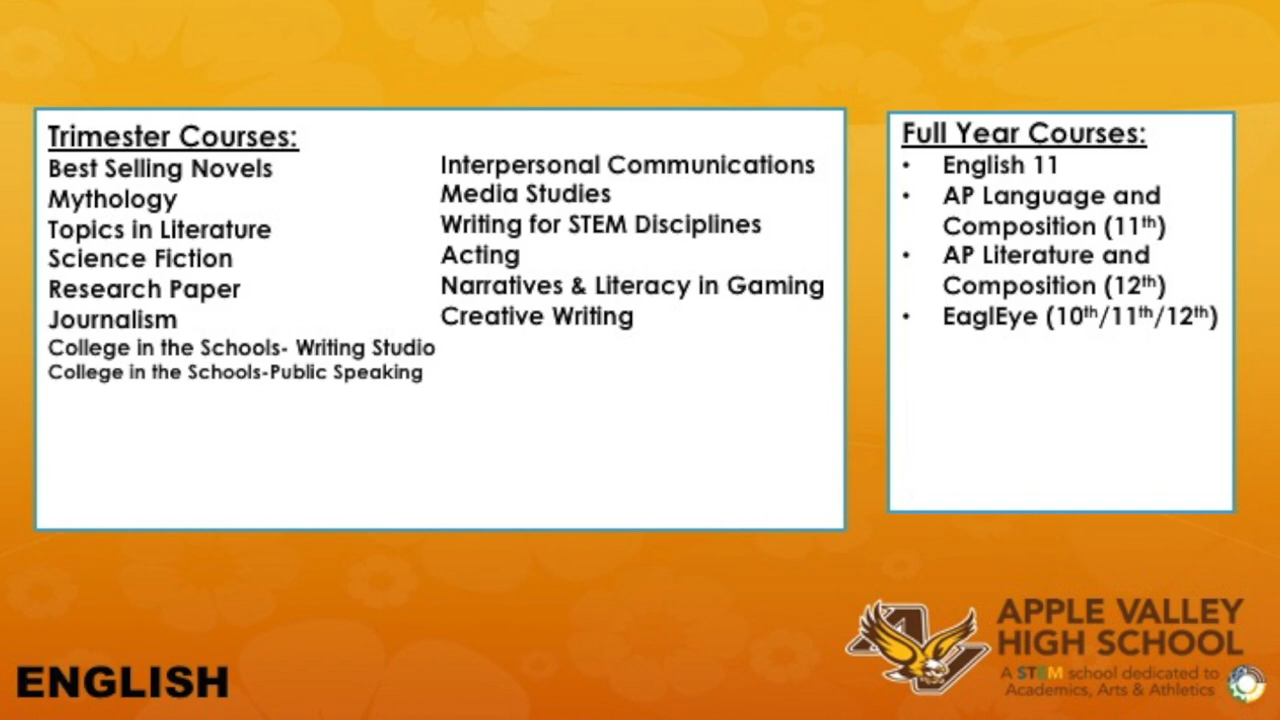 Trimester Courses:
Best Selling Novels
Mythology
Topics in Literature
Science Fiction
Research Paper
Journalism
College in the Schools- Writing Studio
College in the Schools-Public Speaking
Interpersonal Communications
Media Studies
Writing for STEM Disciplines
Acting
Narratives & Literacy in Gaming
Creative Writing
Full Year Courses:
• English 11
• AP Language and
Composition (11th)
• AP Literature and
Composition (12th)
• EaglEye (10th/11th/12th)
APPLE VALLEY
HIGH SCHOOL
A STEM school dedicated to
Academics, Arts & Athletics
ENGLISH